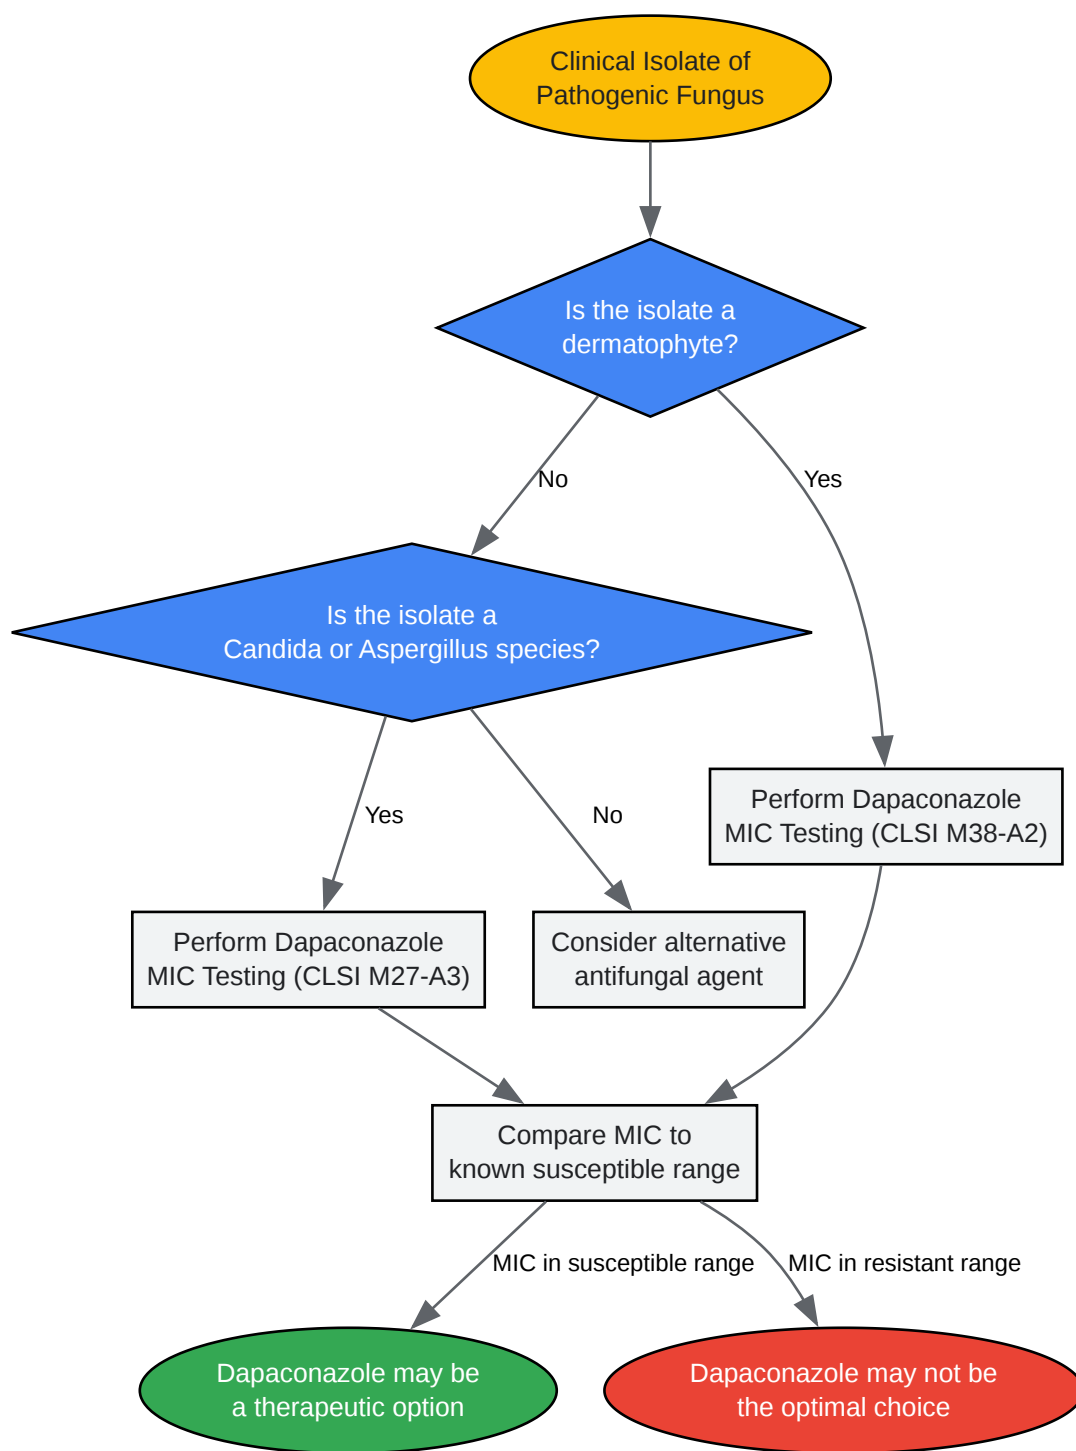 Clinical Isolate of
Pathogenic Fungus
Is the isolate a
dermatophyte?
No
Yes
Is the isolate a
Candida or Aspergillus species?
Yes
No
Perform Dapaconazole
MIC Testing (CLSI M38-A2)
Perform Dapaconazole
MIC Testing (CLSI M27-A3)
Consider alternative
antifungal agent
Compare MIC to
known susceptible range
MIC in susceptible range
MIC in resistant range
Dapaconazole may be
a therapeutic option
Dapaconazole may not be
the optimal choice